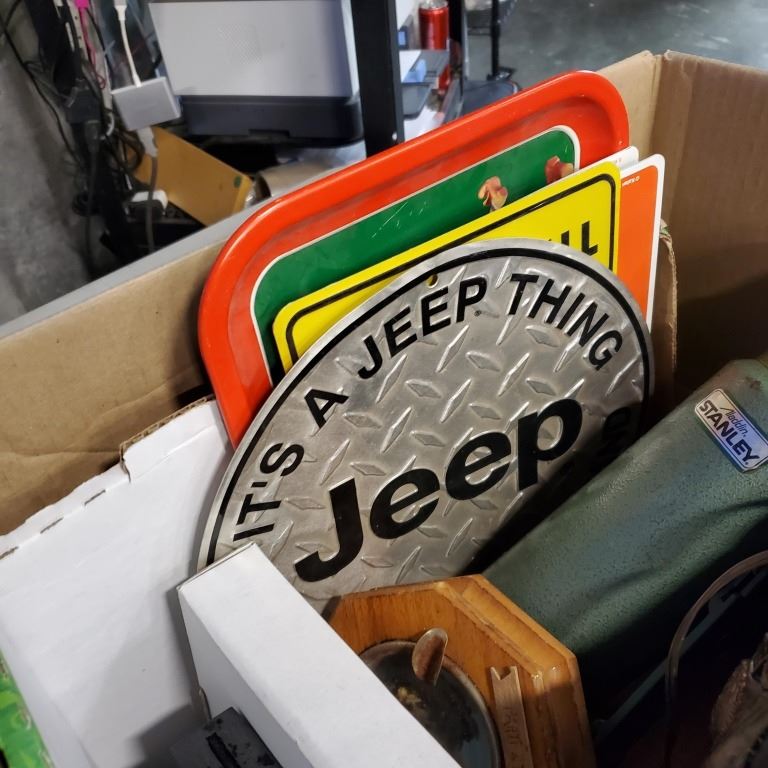 IT'S A JEEP THING
Jeep
Aladdin
STANLEY